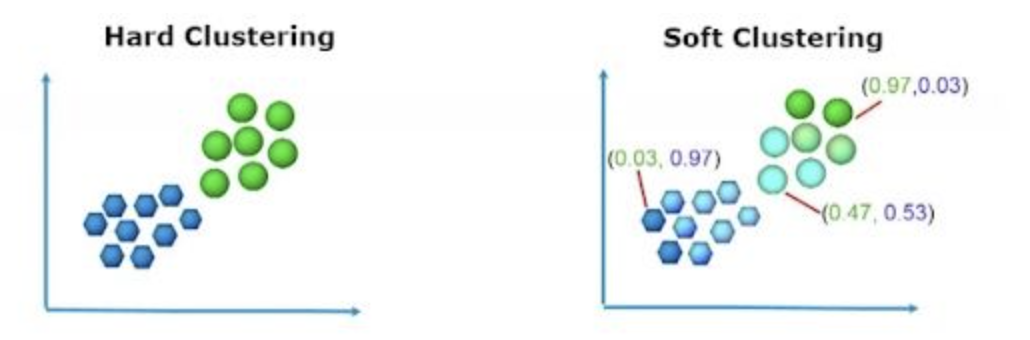 Hard Clustering
Soft Clustering
(0.97,0.03)
(0.03, 0.97)
(0.47, 0.53)